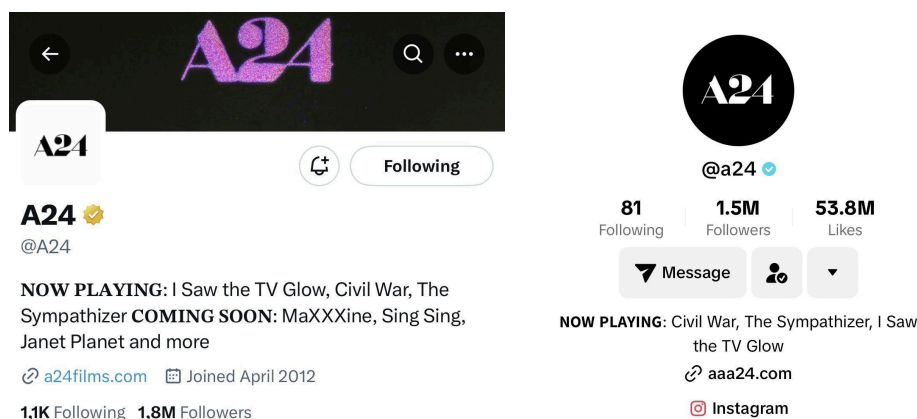 A24
A24
Following
A24
@A24
NOW PLAYING: I Saw the TV Glow, Civil War, The
Sympathizer COMING SOON: MaXXXine, Sing Sing,
Janet Planet and more
a24films.com Joined April 2012
1,1K Following 1,8M Followers
A24
@a24
81 1.5M 53.8M
Following Followers Likes
Message
NOW PLAYING: Civil War, The Sympathizer, I Saw
the TV Glow
aaa24.com
Instagram